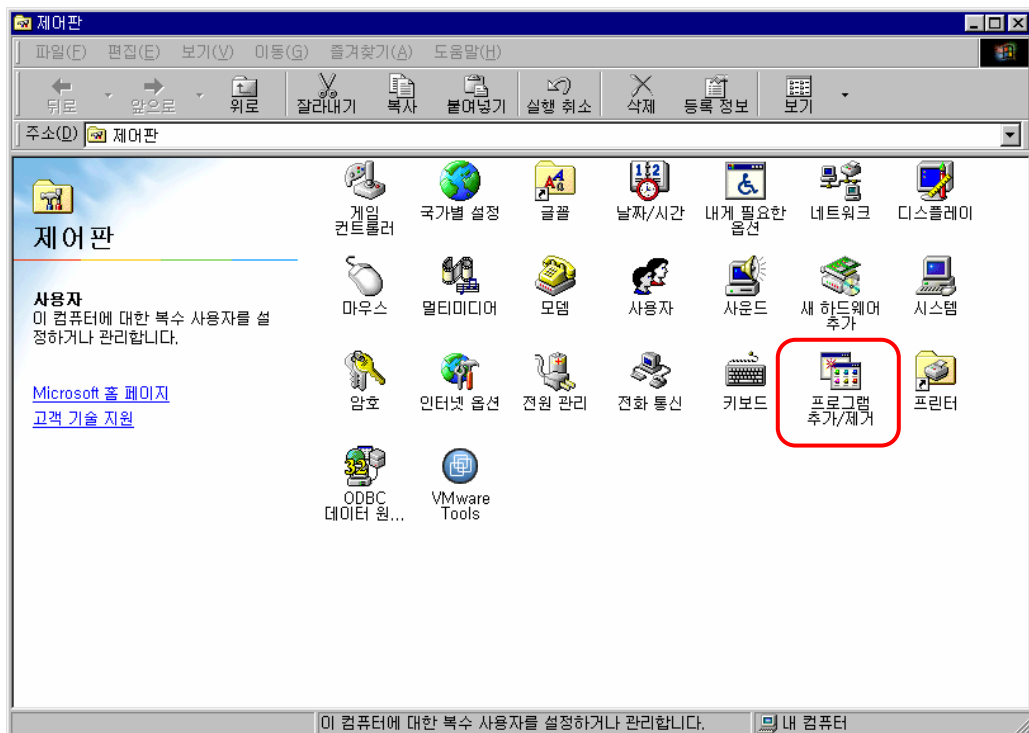 제어판
파일(F) 편집(E) 보기(V) 이동(G) 즐겨찾기(A) 도움말(H)
뒤로 앞으로 위로 잘라내기 복사 붙여넣기 실행 취소 삭제 등록 정보 보기
주소(D) 제어판
제어판
사용자
이 컴퓨터에 대한 복수 사용자를 설
정하거나 관리합니다.
Microsoft 홈 페이지
고객 기술 지원
게임
컨트롤러
국가별 설정
글꼴
날짜/시간
내게 필요한
옵션
네트워크
디스플레이
마우스
멀티미디어
모뎀
사용자
사운드
새 하드웨어
추가
시스템
암호
인터넷 옵션
전원 관리
전화 통신
키보드
프로그램
추가/제거
프린터
32
ODBC
데이터 원...
VMware
Tools
이 컴퓨터에 대한 복수 사용자를 설정하거나 관리합니다. 내 컴퓨터